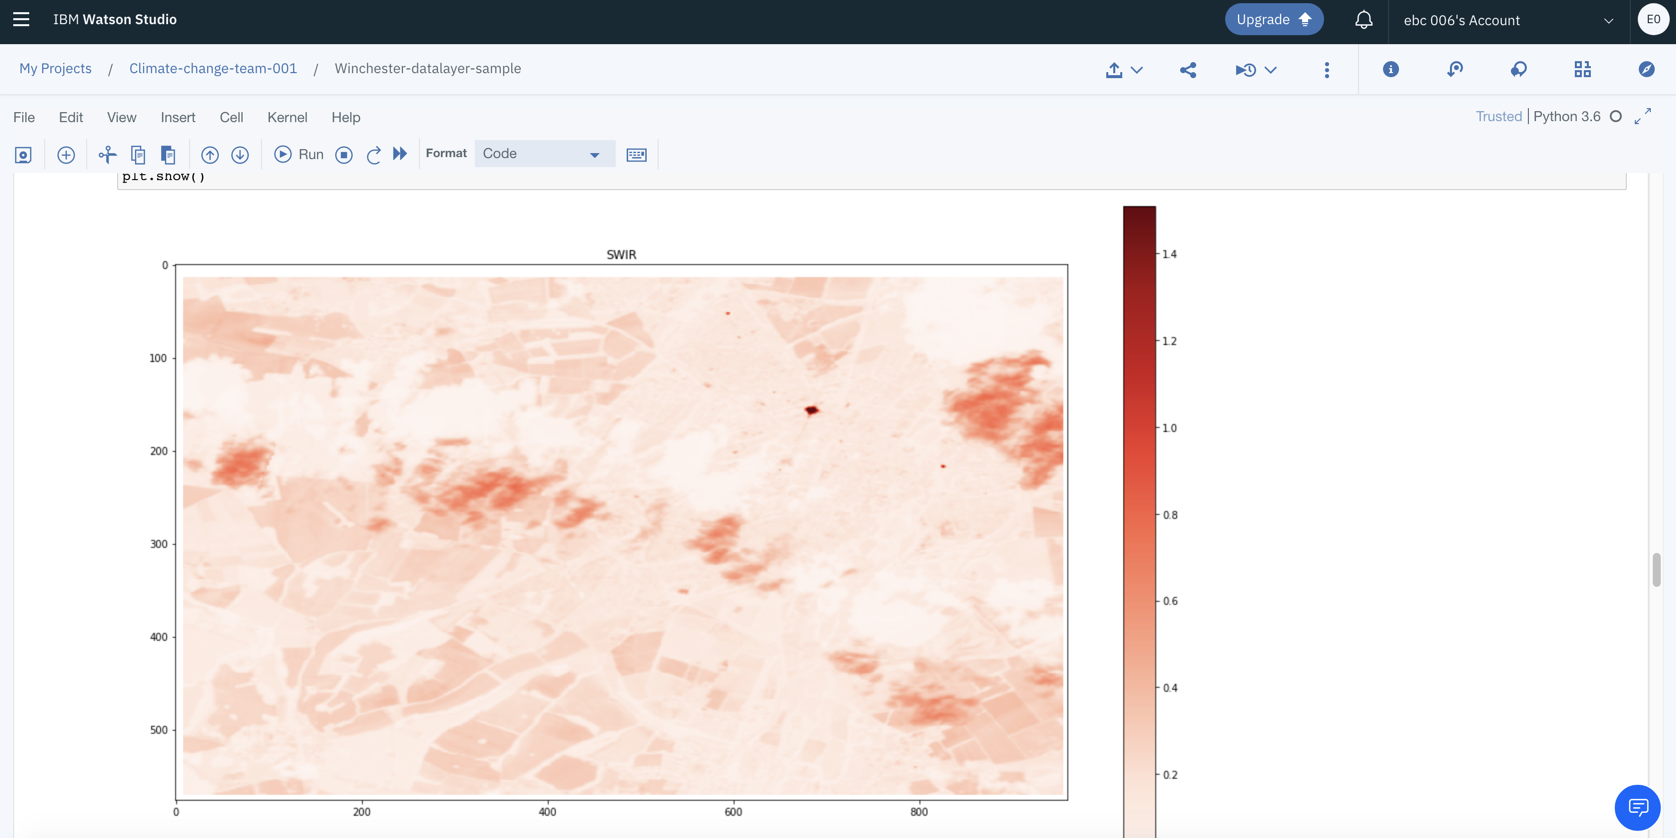 IBM Watson Studio
Upgrade
ebc 006's Account
E0
My Projects / Climate-change-team-001 / Winchester-datalayer-sample
File Edit View Insert Cell Kernel Help
Trusted | Python 3.6
Run
Format
Code
plt.show()
SWIR
0
100
200
300
400
500
0 200 400 600 800
1.4
1.2
1.0
0.8
0.6
0.4
0.2